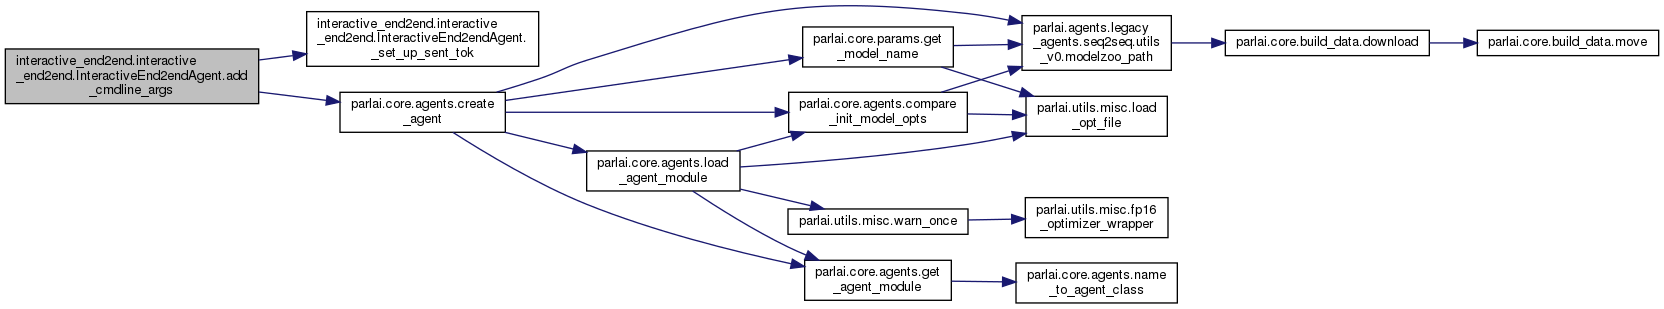 interactive_end2end.interactive
_end2end.InteractiveEnd2endAgent.add
_cmdline_args
interactive_end2end.interactive
_end2end.InteractiveEnd2endAgent.
_set_up_sent_tok
parlai.core.agents.create
_agent
parlai.core.params.get
_model_name
parlai.core.agents.compare
_init_model_opts
parlai.core.agents.load
_agent_module
parlai.utils.misc.warn_once
parlai.core.agents.get
_agent_module
parlai.agents.legacy
_agents.seq2seq.utils
_v0.modelzoo_path
parlai.utils.misc.load
_opt_file
parlai.utils.misc.fp16
_optimizer_wrapper
parlai.core.agents.name
_to_agent_class
parlai.core.build_data.download
parlai.core.build_data.move